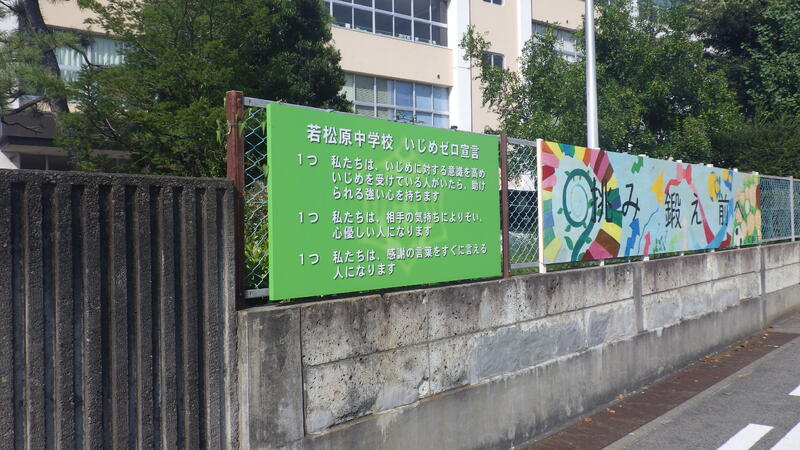 若松原中学校 いじめゼロ宣言
1つ 私たちは、いじめに対する意識を高め
いじめを受けている人がいたら、助け
られる強い心を持ちます
1つ 私たちは、相手の気持ちによりそい、
心優しい人になります
1つ 私たちは、感謝の言葉をすぐに言える
人になります
挑み 鍛え 前へ